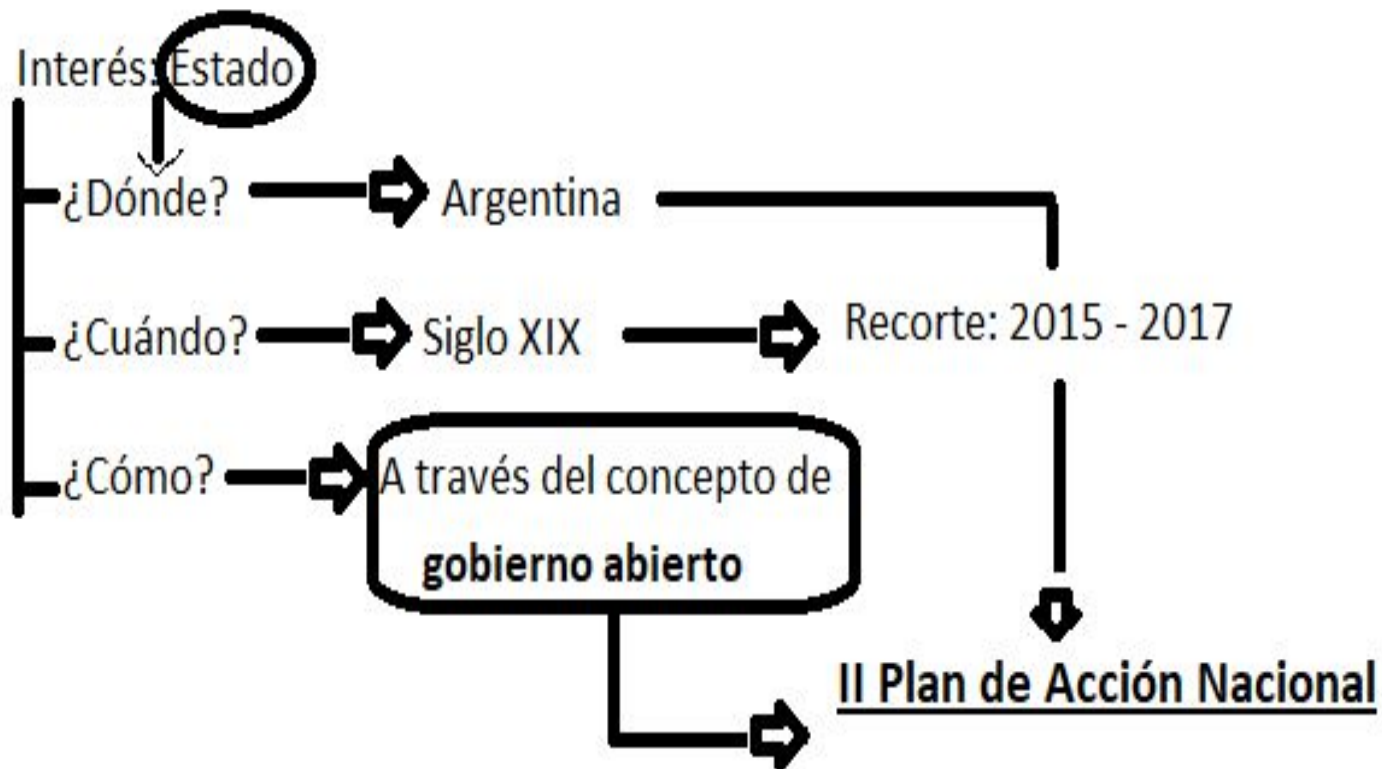 Interés: Estado
¿Dónde?
Argentina
¿Cuándo?
Siglo XIX
Recorte: 2015 - 2017
¿Cómo?
A través del concepto de
gobierno abierto
II Plan de Acción Nacional